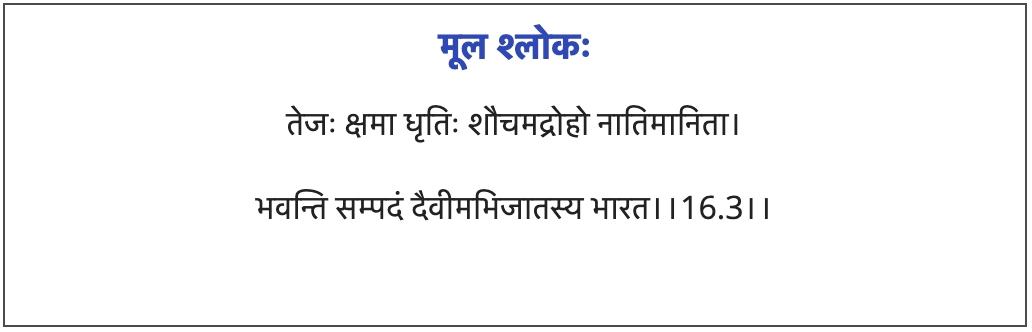 मूल श्लोकः
तेजः क्षमा धृतिः शौचमद्रोहो नातिमानिता।
भवन्ति सम्पदं दैवीमभिजातस्य भारत।।16.3।।